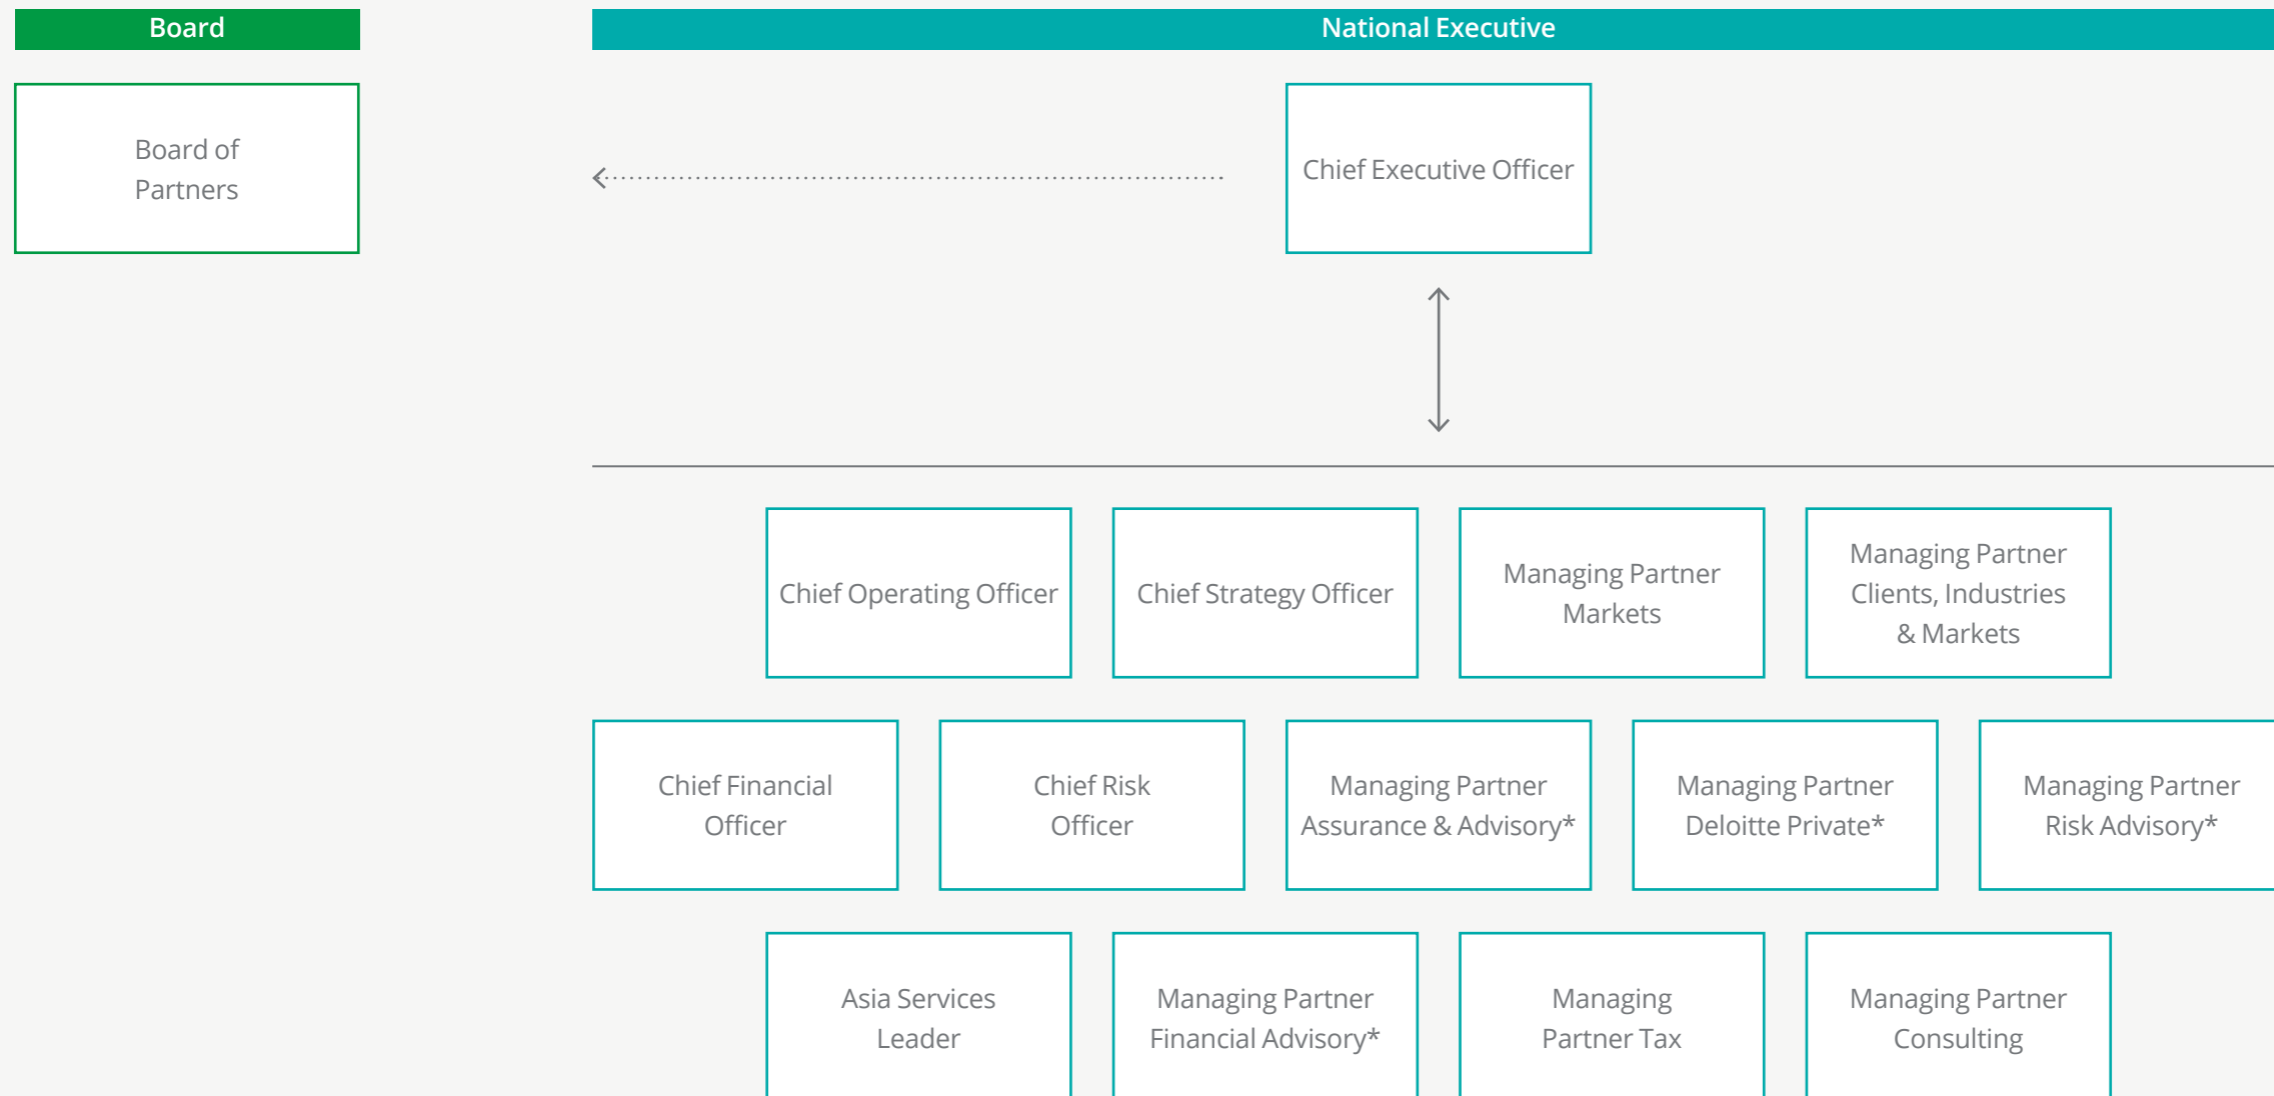 Board
National Executive
Board of
Partners
Chief Executive Officer
Chief Operating Officer
Chief Strategy Officer
Managing Partner
Markets
Managing Partner
Clients, Industries
& Markets
Chief Financial
Officer
Chief Risk
Officer
Managing Partner
Assurance & Advisory*
Managing Partner
Deloitte Private*
Managing Partner
Risk Advisory*
Asia Services
Leader
Managing Partner
Financial Advisory*
Managing
Partner Tax
Managing Partner
Consulting